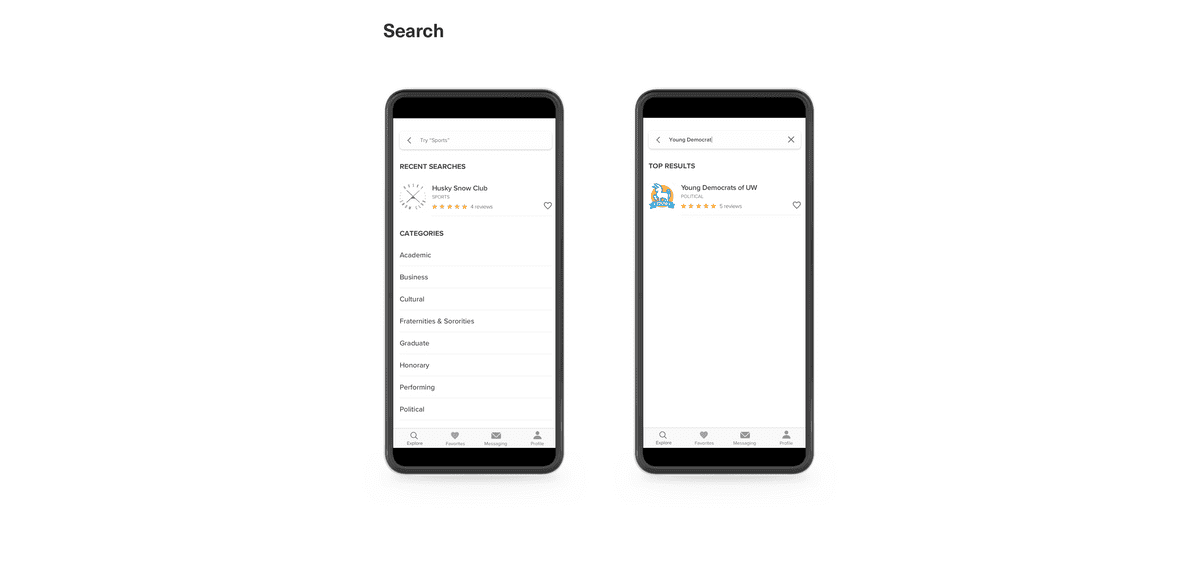 Search
Try "Sports"
RECENT SEARCHES
Husky Snow Club
SPORTS
4 reviews
CATEGORIES
Academic
Business
Cultural
Fraternities & Sororities
Graduate
Honorary
Performing
Political
Explore
Favorites
Messaging
Profile
Young Democrat
TOP RESULTS
Young Democrats of UW
POLITICAL
5 reviews
Explore
Favorites
Messaging
Profile